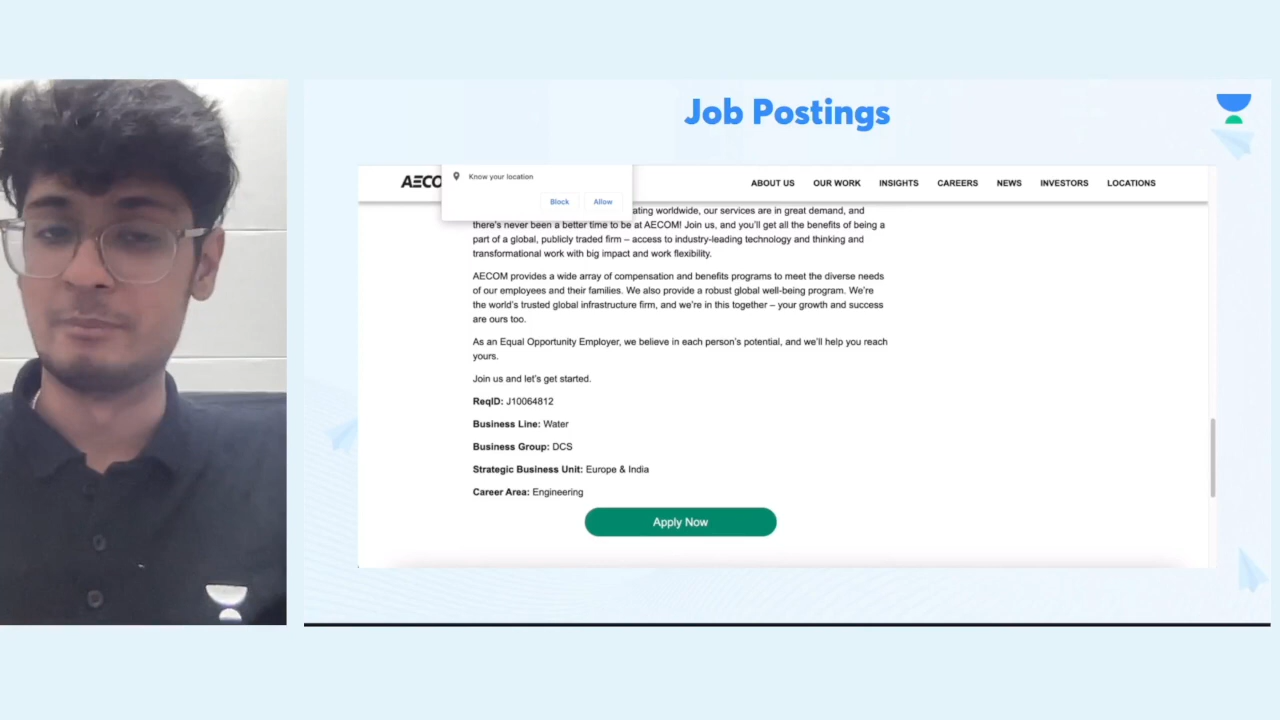 Job Postings
AECO
Know your location
Block Allow
ABOUT US OUR WORK INSIGHTS CAREERS NEWS INVESTORS LOCATIONS
ating worldwide, our services are in great demand, and
there's never been a better time to be at AECOM! Join us, and you'll get all the benefits of being a
part of a global, publicly traded firm – access to industry-leading technology and thinking and
transformational work with big impact and work flexibility.
AECOM provides a wide array of compensation and benefits programs to meet the diverse needs
of our employees and their families. We also provide a robust global well-being program. We're
the world's trusted global infrastructure firm, and we're in this together – your growth and success
are ours too.
As an Equal Opportunity Employer, we believe in each person's potential, and we'll help you reach
yours.
Join us and let's get started.
ReqID: J10064812
Business Line: Water
Business Group: DCS
Strategic Business Unit: Europe & India
Career Area: Engineering
Apply Now